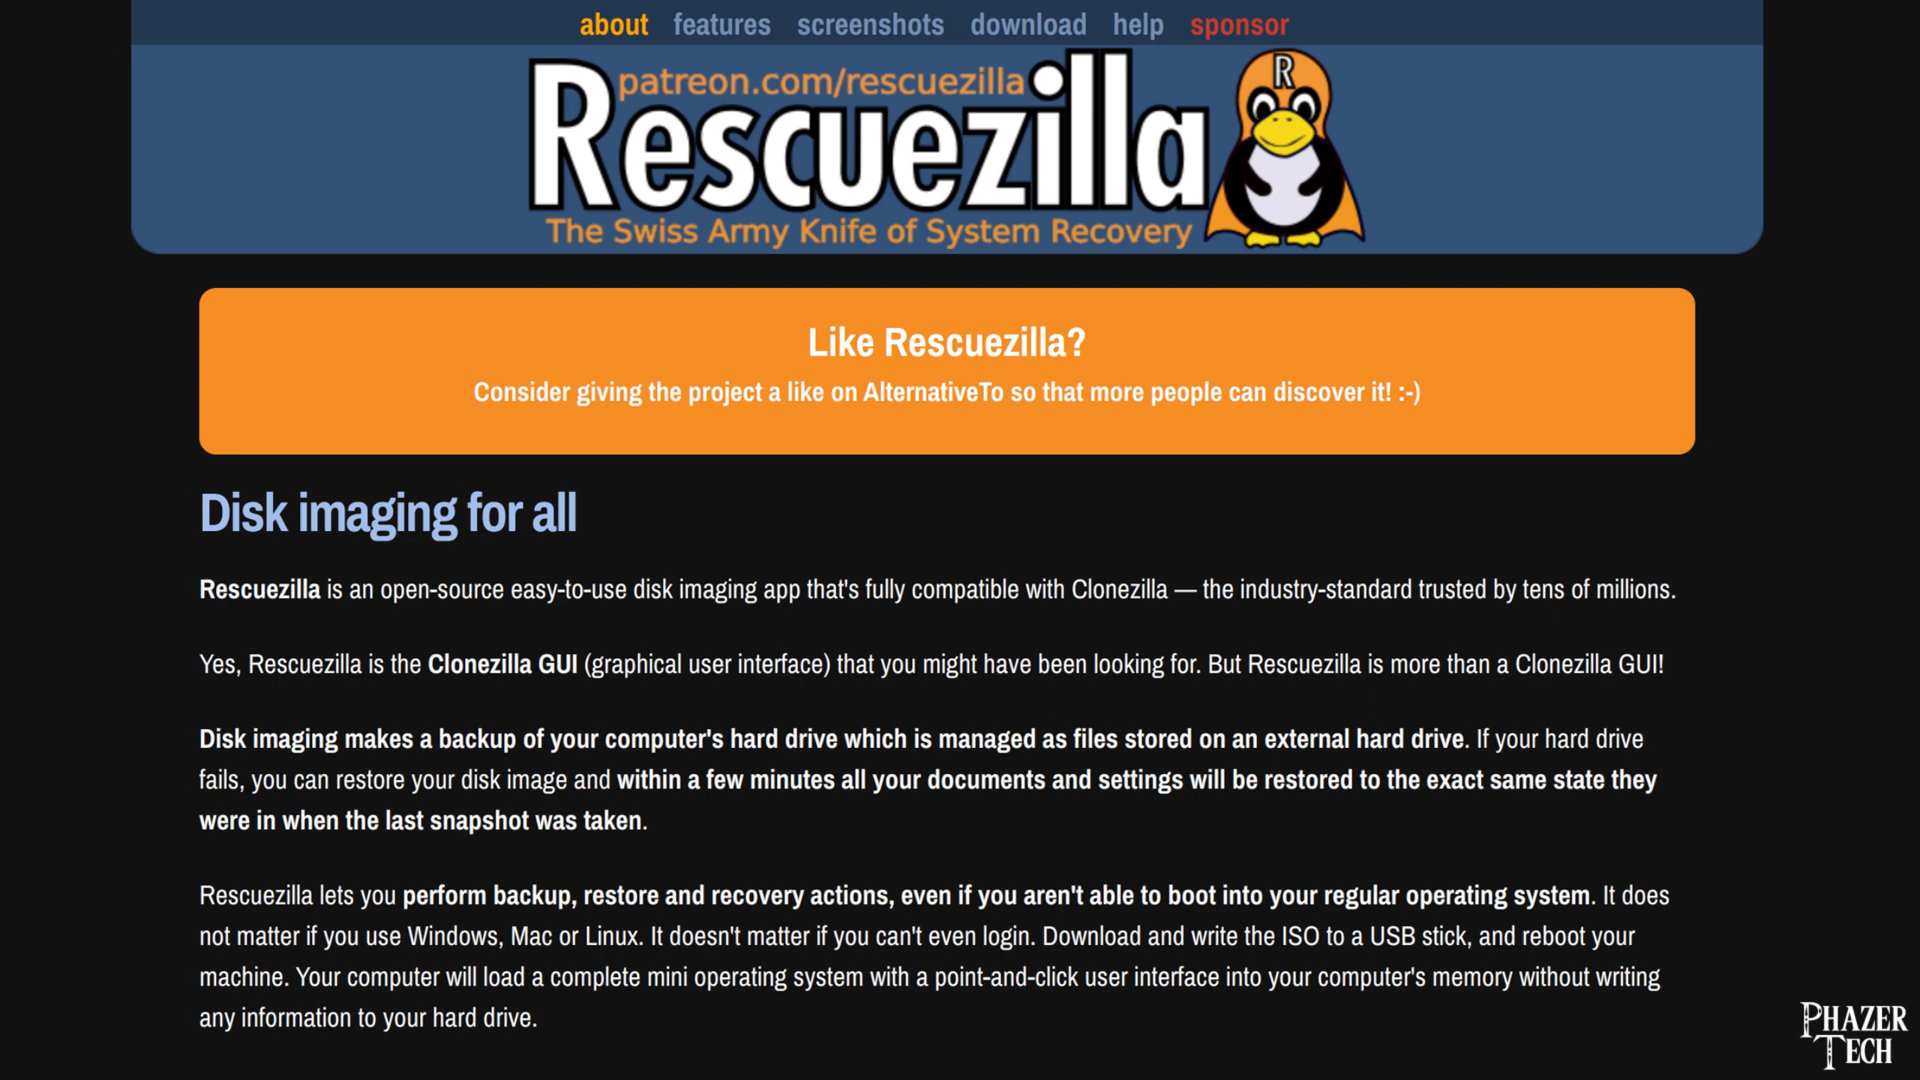 about features screenshots download help sponsor
patreon.com/rescuezilla
R
Rescuezilla
The Swiss Army Knife of System Recovery
Like Rescuezilla?
Consider giving the project a like on AlternativeTo so that more people can discover it! :-)
Disk imaging for all
Rescuezilla is an open-source easy-to-use disk imaging app that's fully compatible with Clonezilla — the industry-standard trusted by tens of millions.
Yes, Rescuezilla is the Clonezilla GUI (graphical user interface) that you might have been looking for. But Rescuezilla is more than a Clonezilla GUI!
Disk imaging makes a backup of your computer's hard drive which is managed as files stored on an external hard drive. If your hard drive
fails, you can restore your disk image and within a few minutes all your documents and settings will be restored to the exact same state they
were in when the last snapshot was taken.
Rescuezilla lets you perform backup, restore and recovery actions, even if you aren't able to boot into your regular operating system. It does
not matter if you use Windows, Mac or Linux. It doesn't matter if you can't even login. Download and write the ISO to a USB stick, and reboot your
machine. Your computer will load a complete mini operating system with a point-and-click user interface into your computer's memory without writing
any information to your hard drive.
PHAZER
TECH